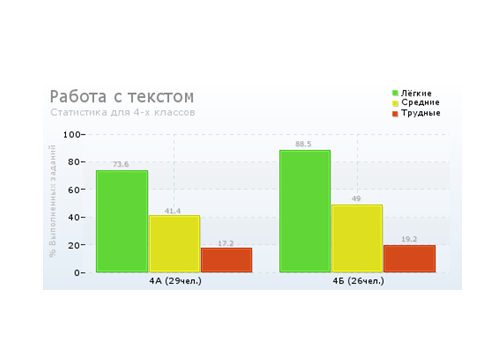 Работа с текстом
Статистика для 4-х классов
Лёгкие
Средние
Трудные
% Выполненных заданий
100
80
60
40
20
0
73.6
41.4
17.2
88.5
49
19.2
4А (29чел.)
4Б (26чел.)